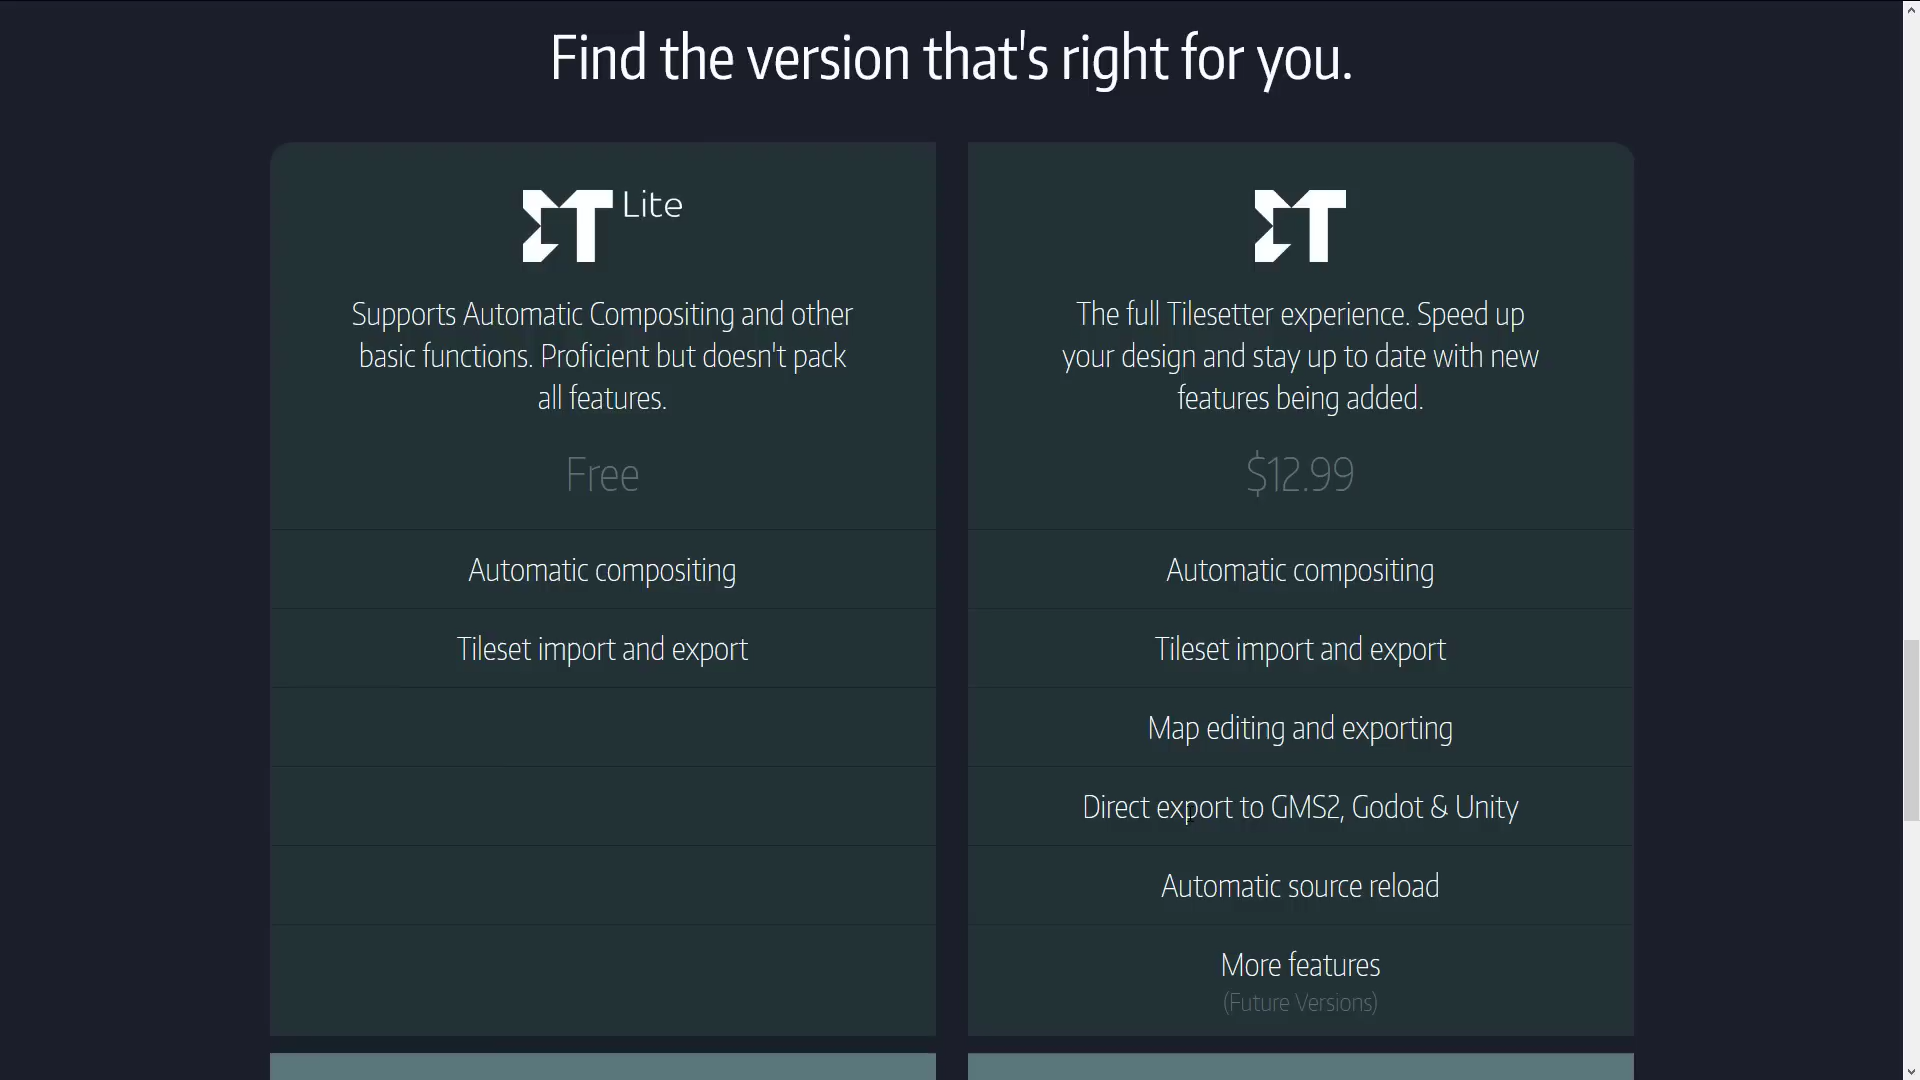 Find the version that's right for you.
Lite
Supports Automatic Compositing and other
basic functions. Proficient but doesn't pack
all features.
Free
Automatic compositing
Tileset import and export
The full Tilesetter experience. Speed up
your design and stay up to date with new
features being added.
$12.99
Automatic compositing
Tileset import and export
Map editing and exporting
Direct export to GMS2, Godot & Unity
Automatic source reload
More features
(Future Versions)